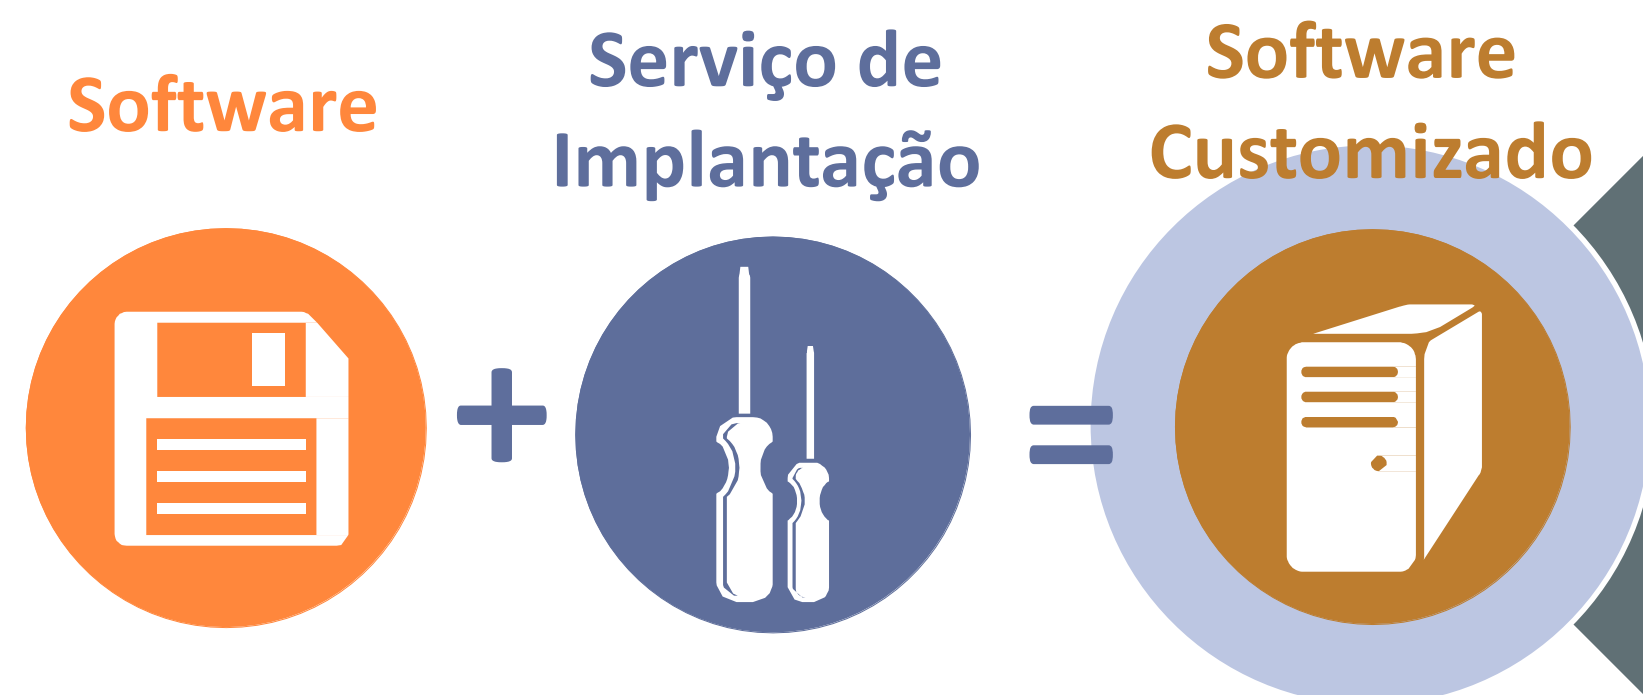 Software
+
Serviço de
Implantação
=
Software
Customizado